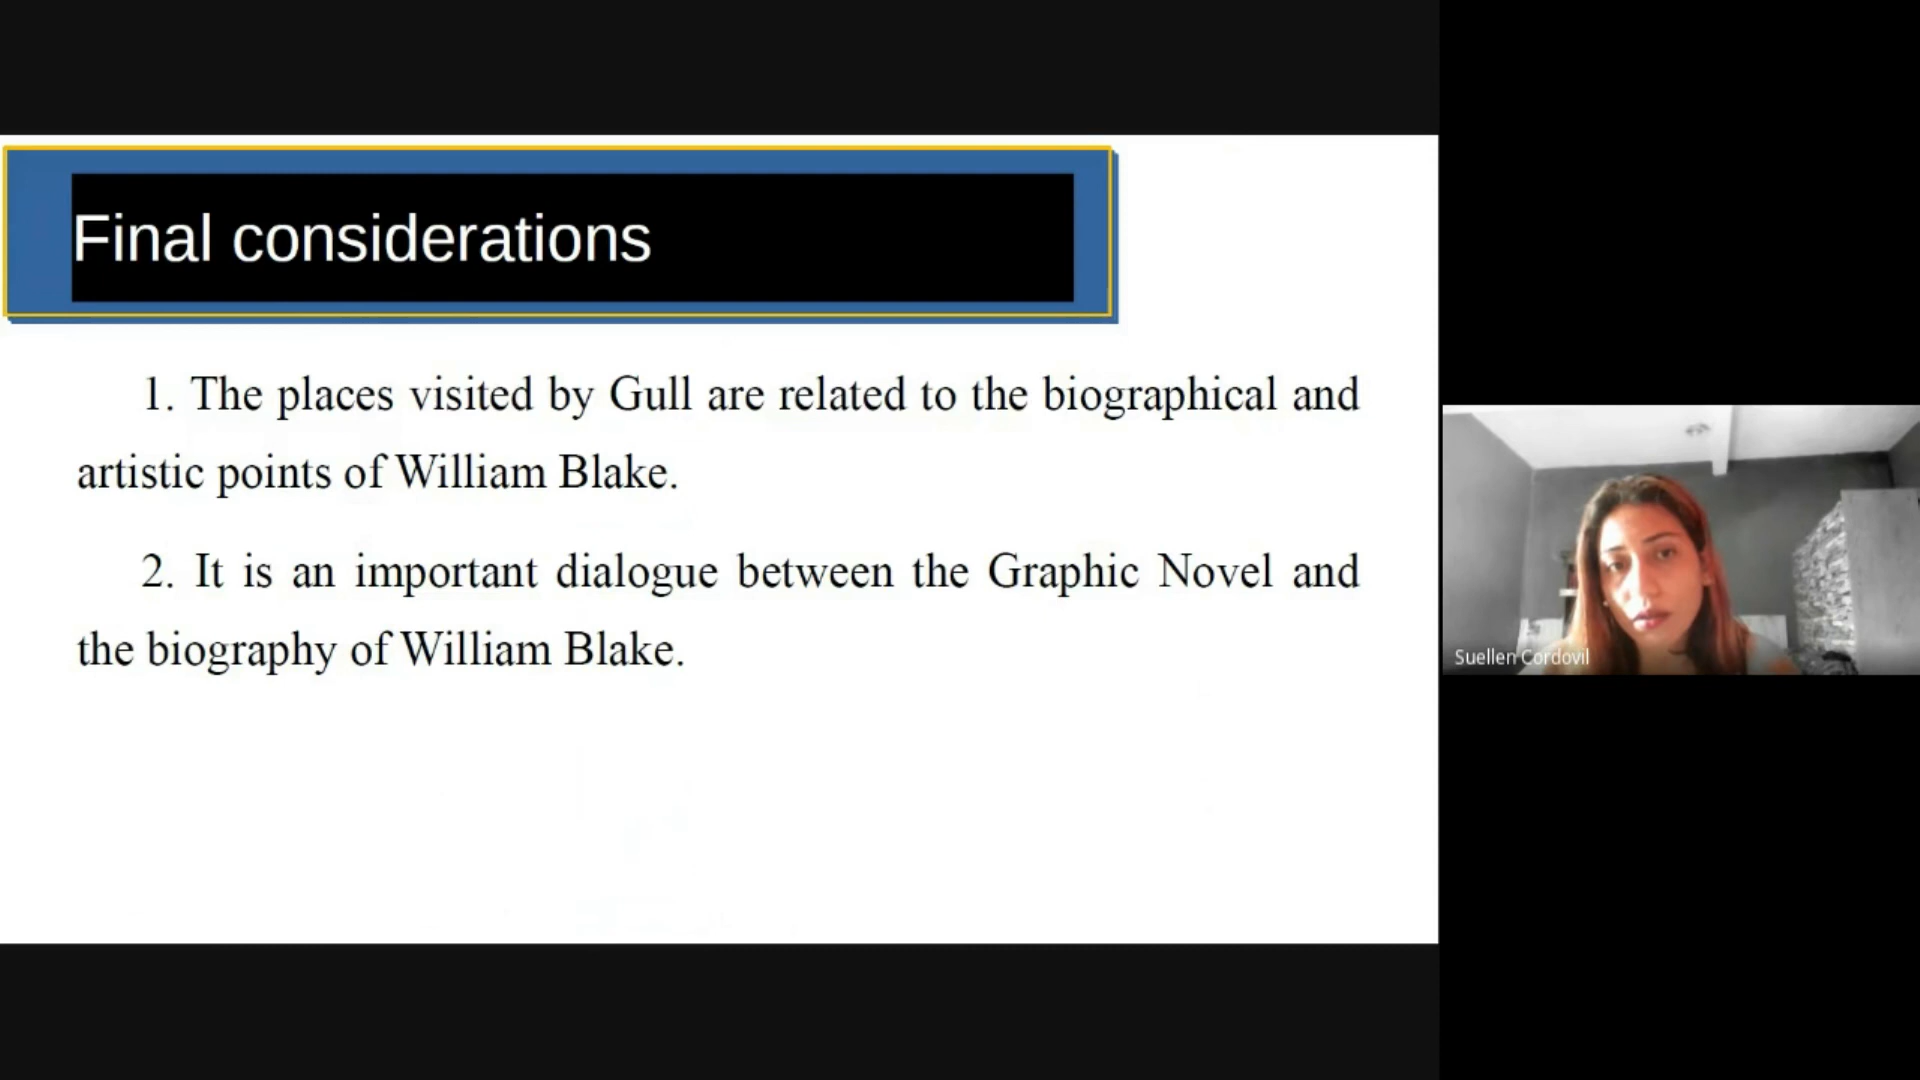 Final considerations
1. The places visited by Gull are related to the biographical and
artistic points of William Blake.
2. It is an important dialogue between the Graphic Novel and
the biography of William Blake.
Suellen Cordovil